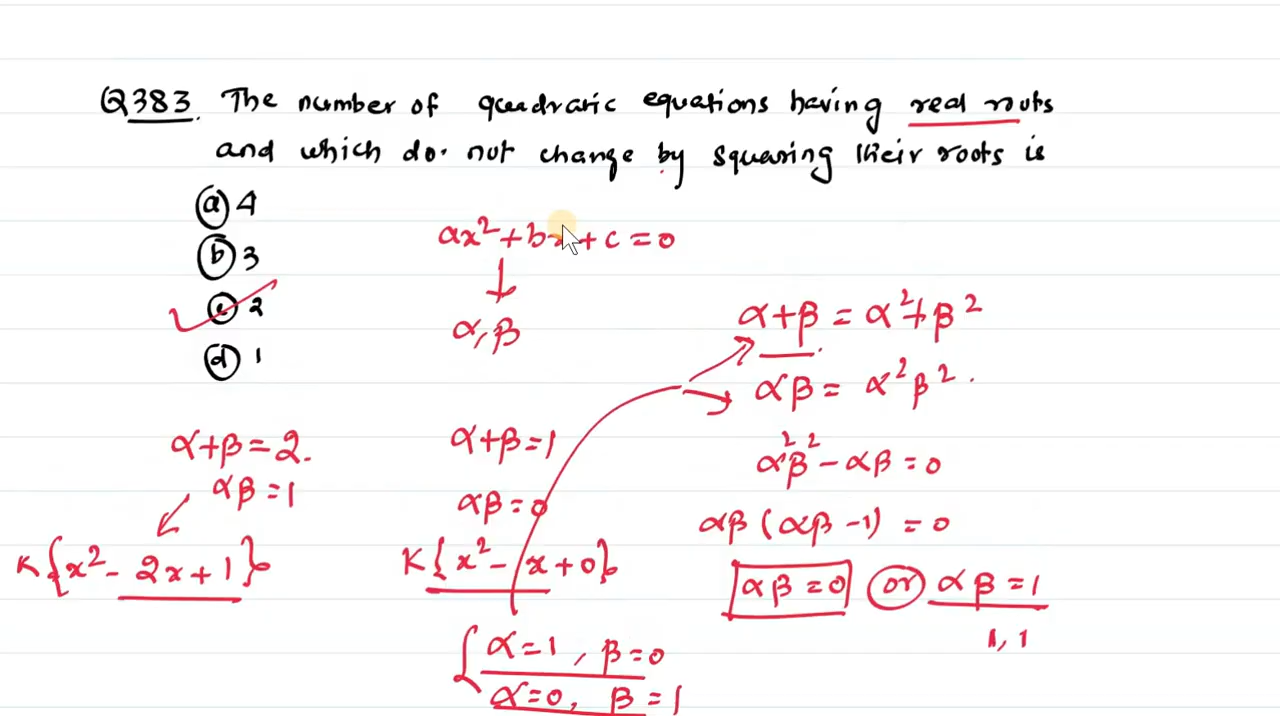 Q383. The number of quadratic equations having real roots
and which do not change by squaring their roots is
(a) 4
(b) 3
(c) 2
(d) 1
ax²+bx+c=0
α,β
α+β = α²+β²
αβ = α²β².
α²β²-αβ=0
αβ(αβ-1)=0
αβ=0 or αβ=1
1,1
α+β=1
αβ=0
K{x²-x+0}
{α=1, β=0
α=0, β=1
α+β=2.
αβ=1
K{x²-2x+1}